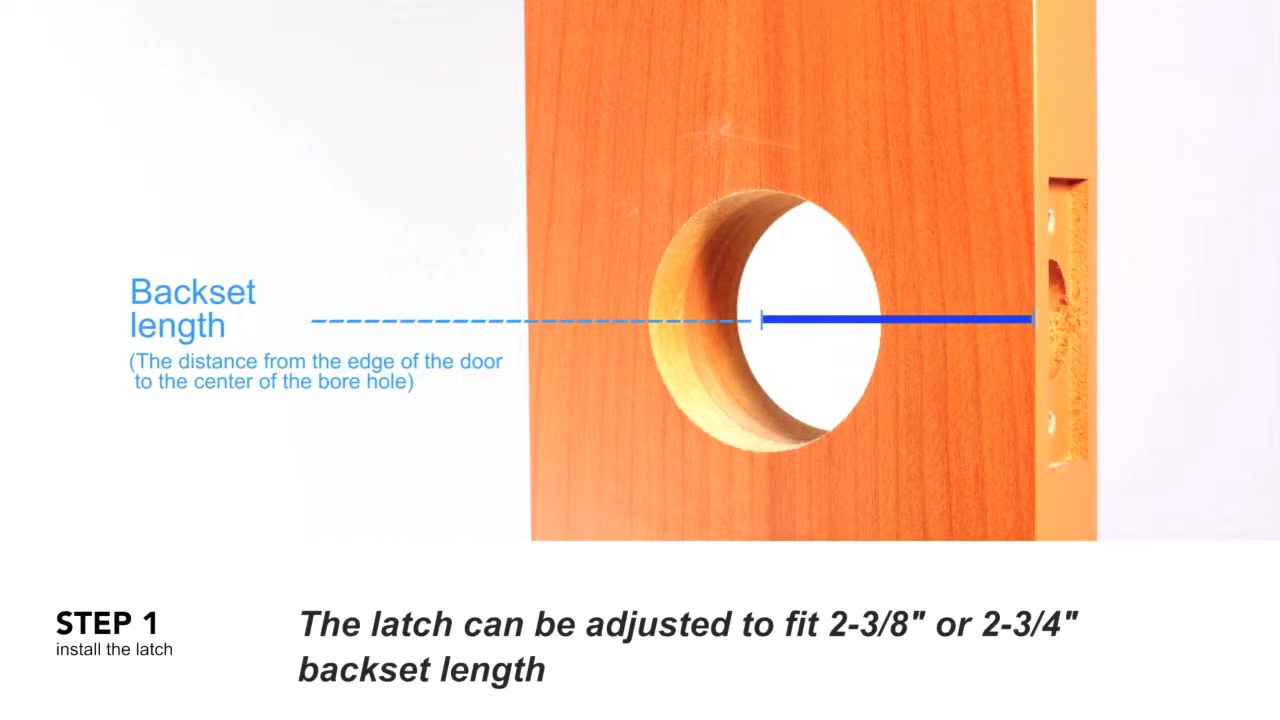 Backset
length
(The distance from the edge of the door
to the center of the bore hole)
STEP 1
install the latch
The latch can be adjusted to fit 2-3/8" or 2-3/4"
backset length